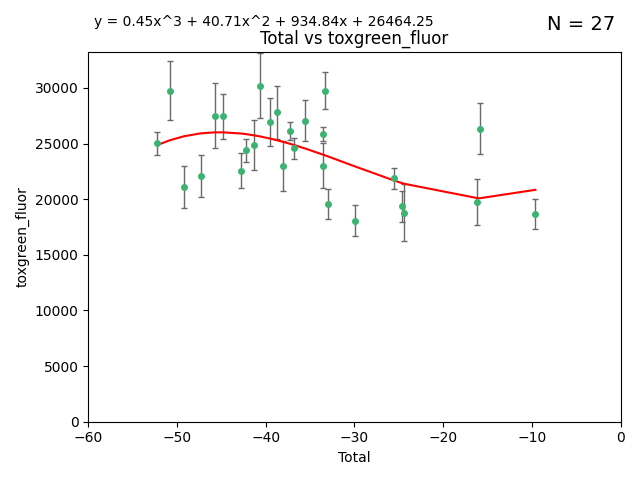 y = 0.45x^3 + 40.71x^2 + 934.84x + 26464.25
N = 27
Total vs toxgreen_fluor
toxgreen_fluor
30000
25000
20000
15000
10000
5000
0
−60
−50
−40
−30
−20
−10
0
Total